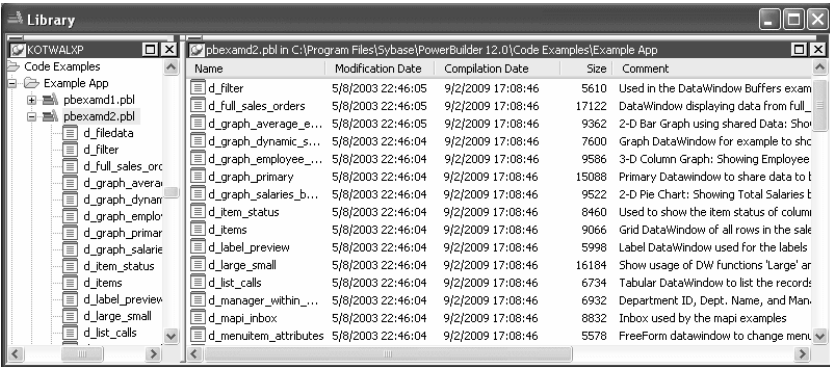 Library
KOTWALXP
Code Examples
Example App
pbexamd1.pbl
pbexamd2.pbl
d_filedata
d_filter
d_full_sales_orc
d_graph_averac
d_graph_dynam
d_graph_employ
d_graph_primar
d_graph_salarie
d_item_status
d_items
d_label_preview
d_large_small
d_list_calls
pbexamd2.pbl in C:\Program Files\Sybase\PowerBuilder 12.0\Code Examples\Example App
Name Modification Date Compilation Date Size Comment
d_filter 5/8/2003 22:46:05 9/2/2009 17:08:46 5610 Used in the DataWindow Buffers exam
d_full_sales_orders 5/8/2003 22:46:05 9/2/2009 17:08:46 17122 DataWindow displaying data from full_
d_graph_average_e... 5/8/2003 22:46:05 9/2/2009 17:08:46 9362 2-D Bar Graph using shared Data: Sho
d_graph_dynamic_s... 5/8/2003 22:46:04 9/2/2009 17:08:46 7600 Graph DataWindow for example to sho
d_graph_employee_... 5/8/2003 22:46:04 9/2/2009 17:08:46 9586 3-D Column Graph: Showing Employee
d_graph_primary 5/8/2003 22:46:04 9/2/2009 17:08:46 15088 Primary Datawindow to share data to b
d_graph_salaries_b... 5/8/2003 22:46:04 9/2/2009 17:08:46 9522 2-D Pie Chart: Showing Total Salaries b
d_item_status 5/8/2003 22:46:04 9/2/2009 17:08:46 8460 Used to show the item status of colum
d_items 5/8/2003 22:46:04 9/2/2009 17:08:46 9066 Grid DataWindow of all rows in the sale
d_label_preview 5/8/2003 22:46:04 9/2/2009 17:08:46 5998 Label DataWindow used for the labels
d_large_small 5/8/2003 22:46:04 9/2/2009 17:08:46 16184 Show usage of DW functions 'Large' ar
d_list_calls 5/8/2003 22:46:04 9/2/2009 17:08:46 6734 Tabular DataWindow to list the records
d_manager_within_... 5/8/2003 22:46:04 9/2/2009 17:08:46 6932 Department ID, Dept. Name, and Man
d_mapi_inbox 5/8/2003 22:46:04 9/2/2009 17:08:46 8832 Inbox used by the mapi examples
d_menuitem_attributes 5/8/2003 22:46:04 9/2/2009 17:08:46 5578 FreeForm datawindow to change menu